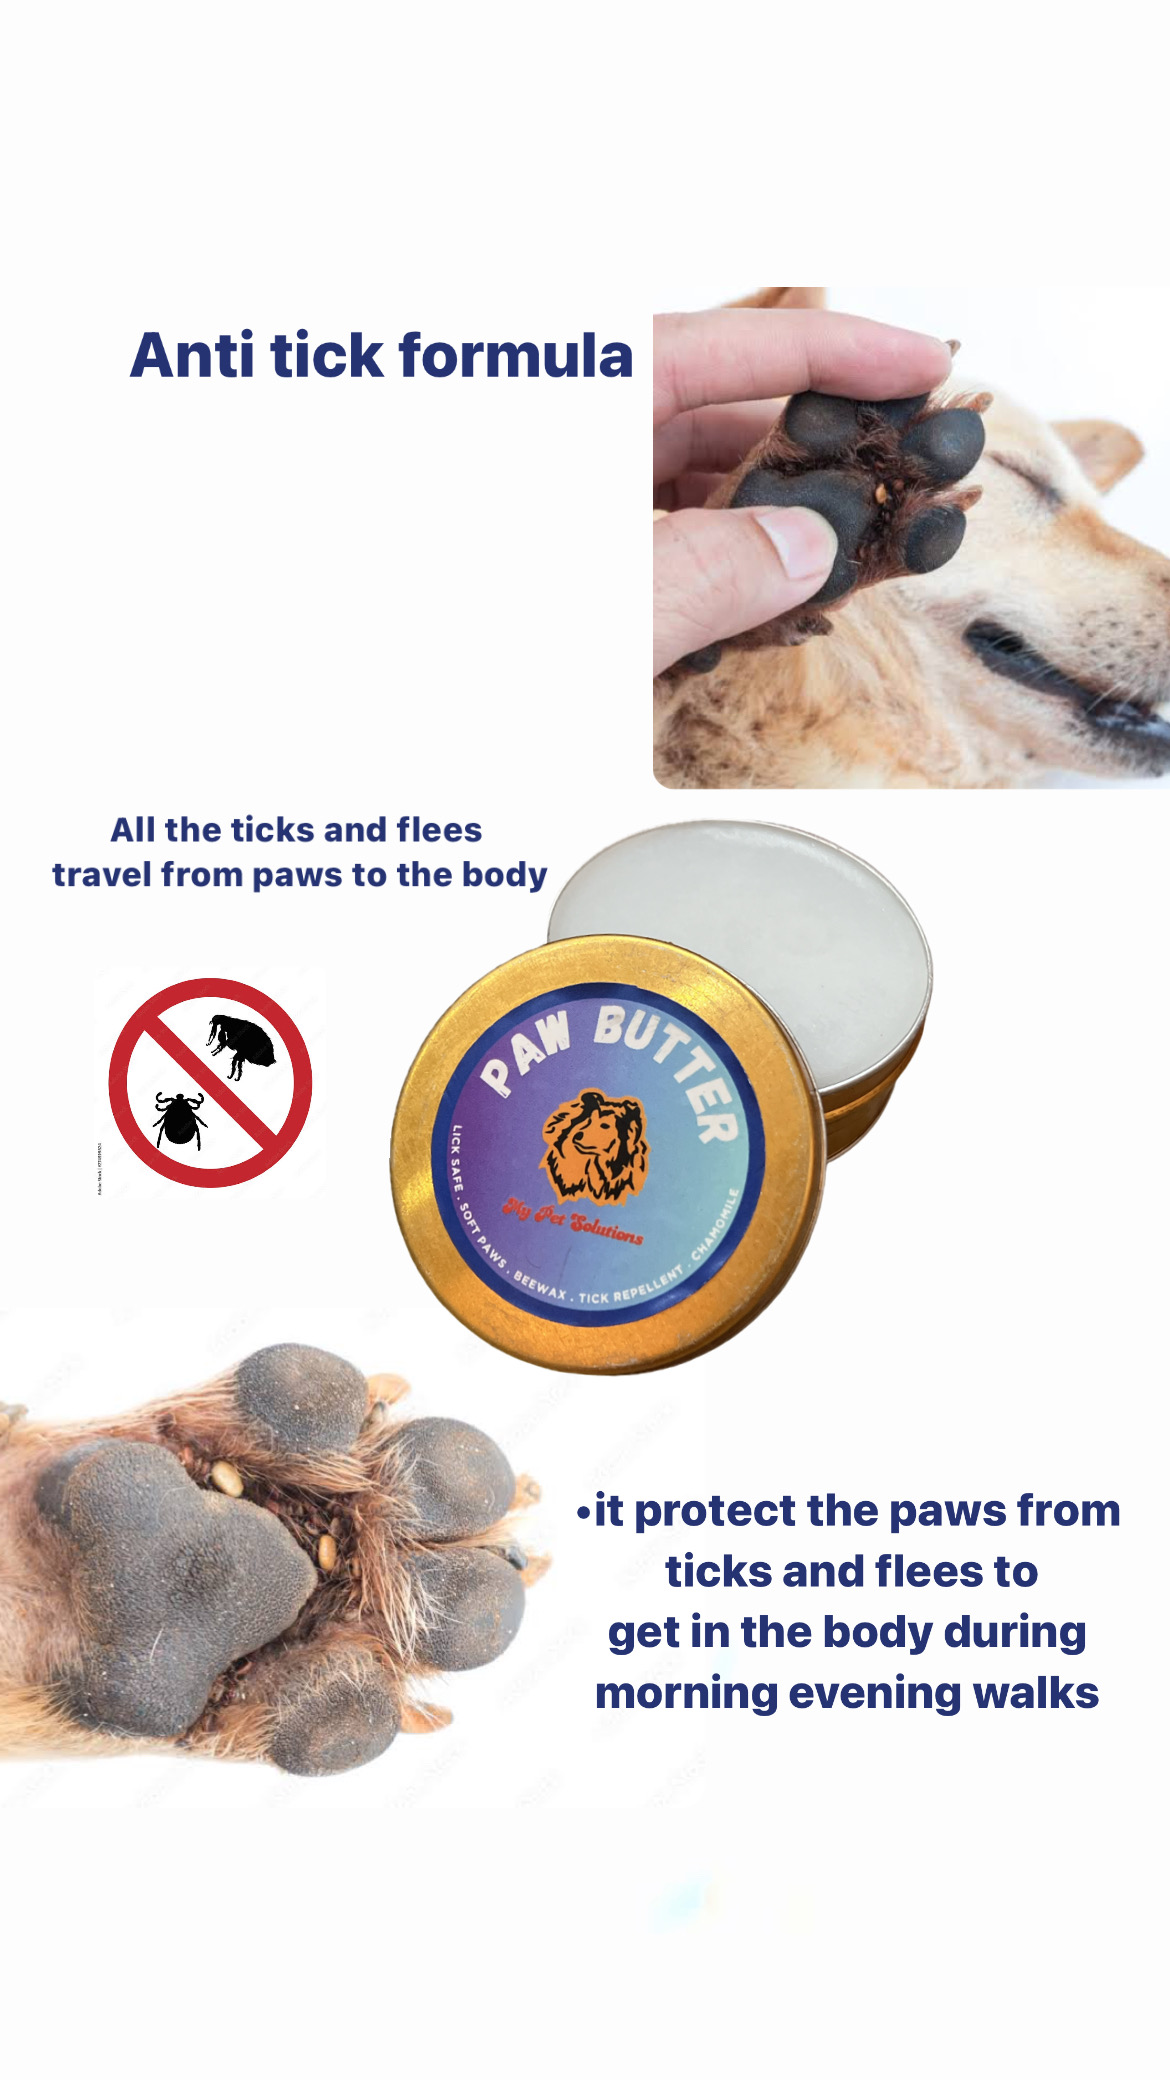 Anti tick formula
All the ticks and flees
travel from paws to the body
PAW BUTTER
My Pet Solutions
LICK SAFE . SOFT PAWS . BEEWAX . TICK REPELLENT . CHAMOMILE
•it protect the paws from
ticks and flees to
get in the body during
morning evening walks